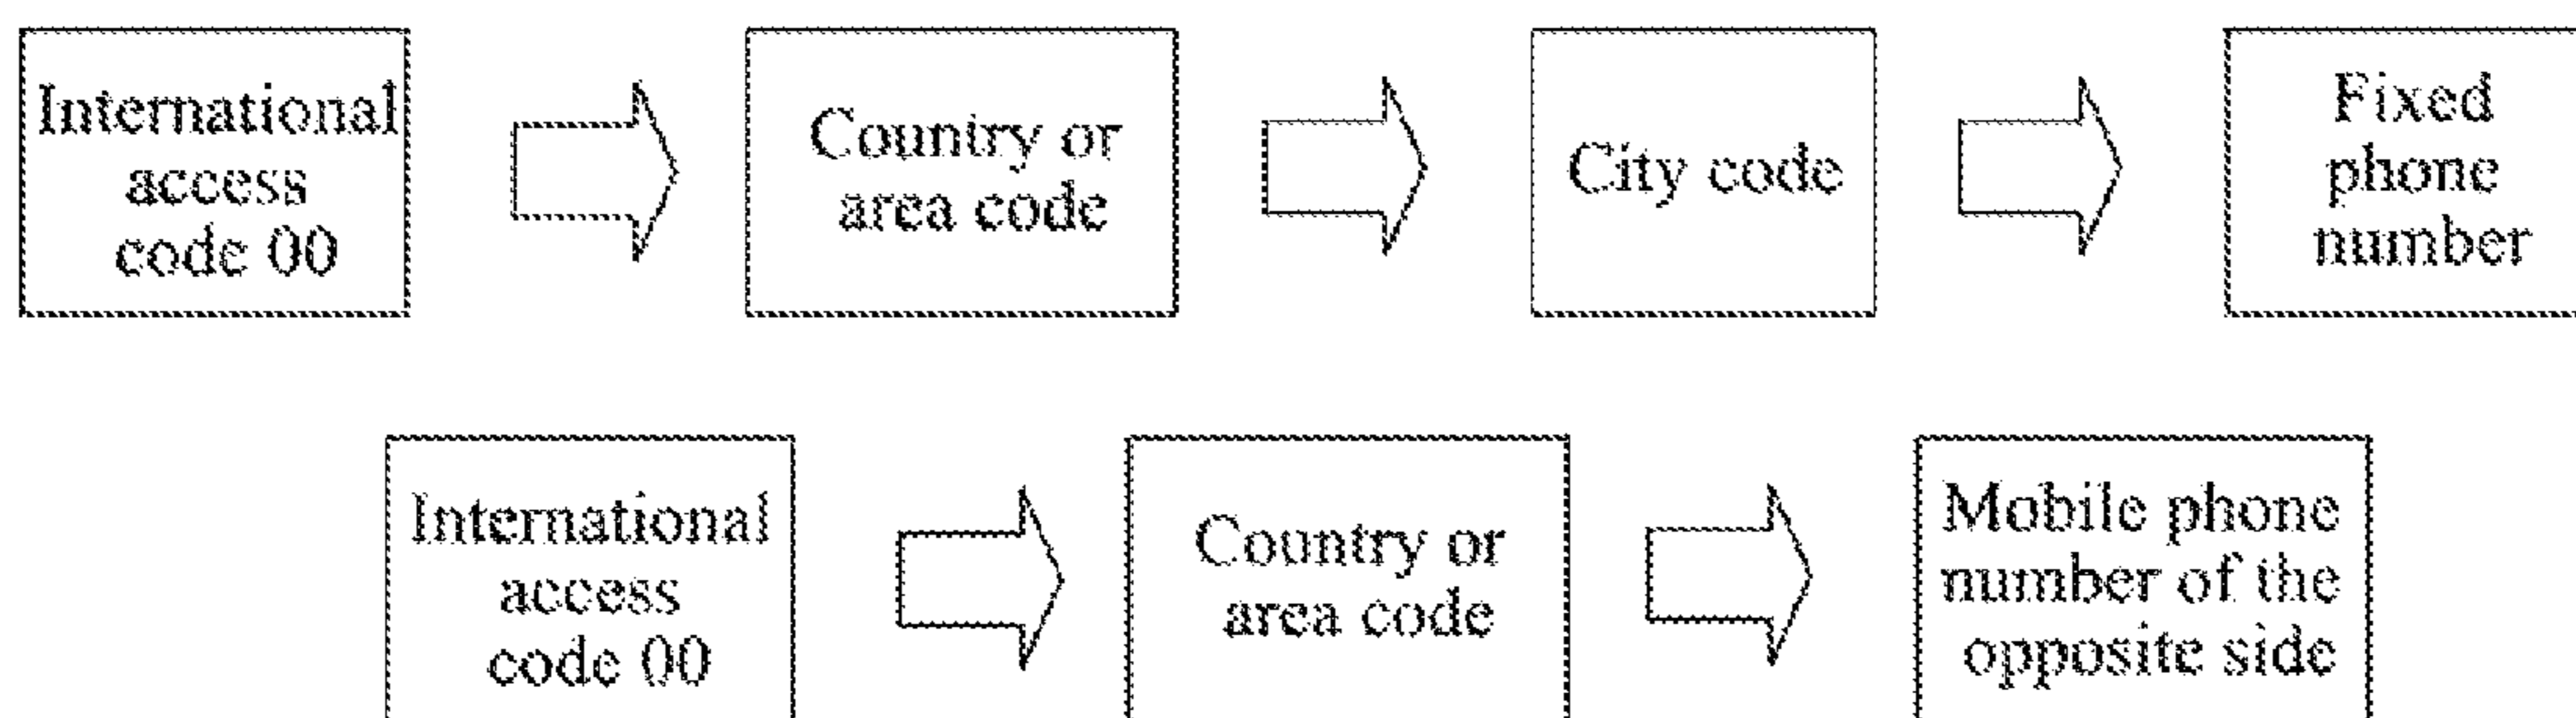 International
access
code 00
Country or
area code
City code
Fixed
phone
number
International
access
code 00
Country or
area code
Mobile phone
number of the
opposite side